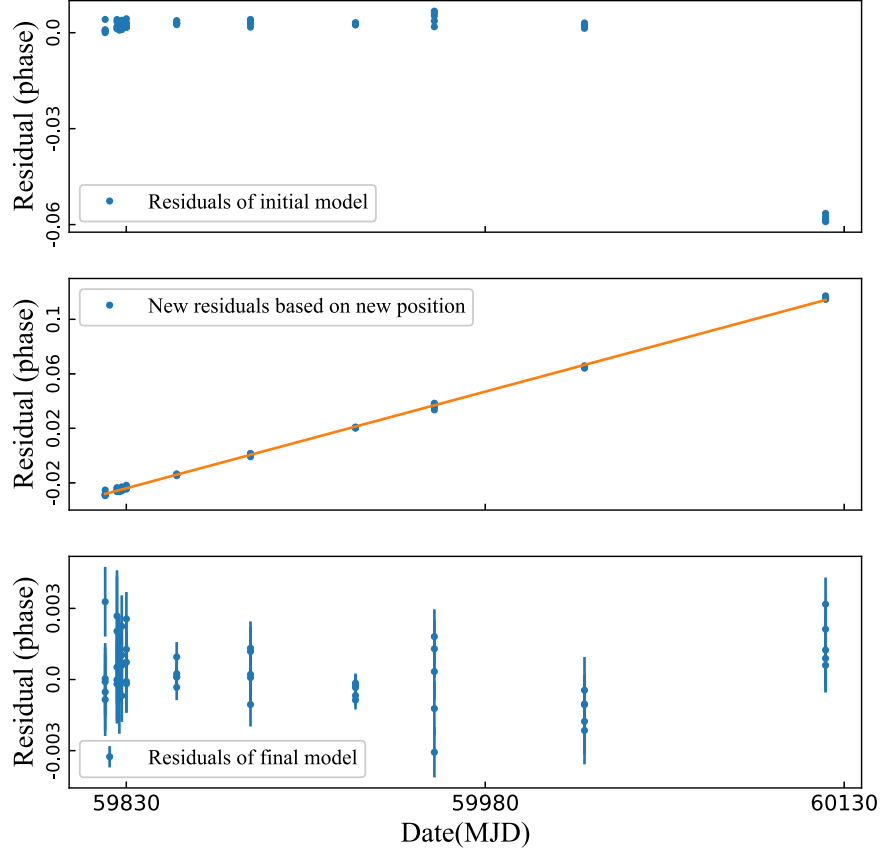 Residual (phase)
0.0
-0.03
-0.06
Residuals of initial model
Residual (phase)
0.1
0.06
0.02
-0.02
New residuals based on new position
Residual (phase)
0.003
0.0
-0.003
Residuals of final model
59830
59980
60130
Date(MJD)